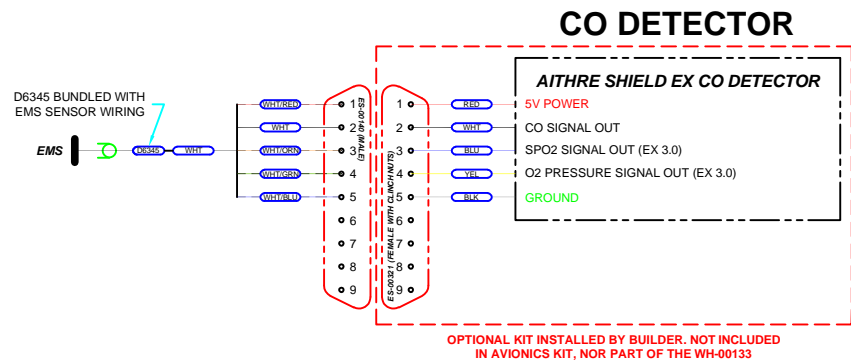 CO DETECTOR
AITHRE SHIELD EX CO DETECTOR
D6345 BUNDLED WITH
EMS SENSOR WIRING
EMS
D6345
WHT
WHT/RED
WHT
WHT/ORN
WHT/GRN
WHT/BLU
1
2
3
4
5
6
7
8
9
ES-00140 (MALE)
1
2
3
4
5
6
7
8
9
ES-00321 (FEMALE WITH CLINCH NUTS)
RED
5V POWER
WHT
CO SIGNAL OUT
BLU
SPO2 SIGNAL OUT (EX 3.0)
YEL
O2 PRESSURE SIGNAL OUT (EX 3.0)
BLK
GROUND
OPTIONAL KIT INSTALLED BY BUILDER. NOT INCLUDED
IN AVIONICS KIT, NOR PART OF THE WH-00133